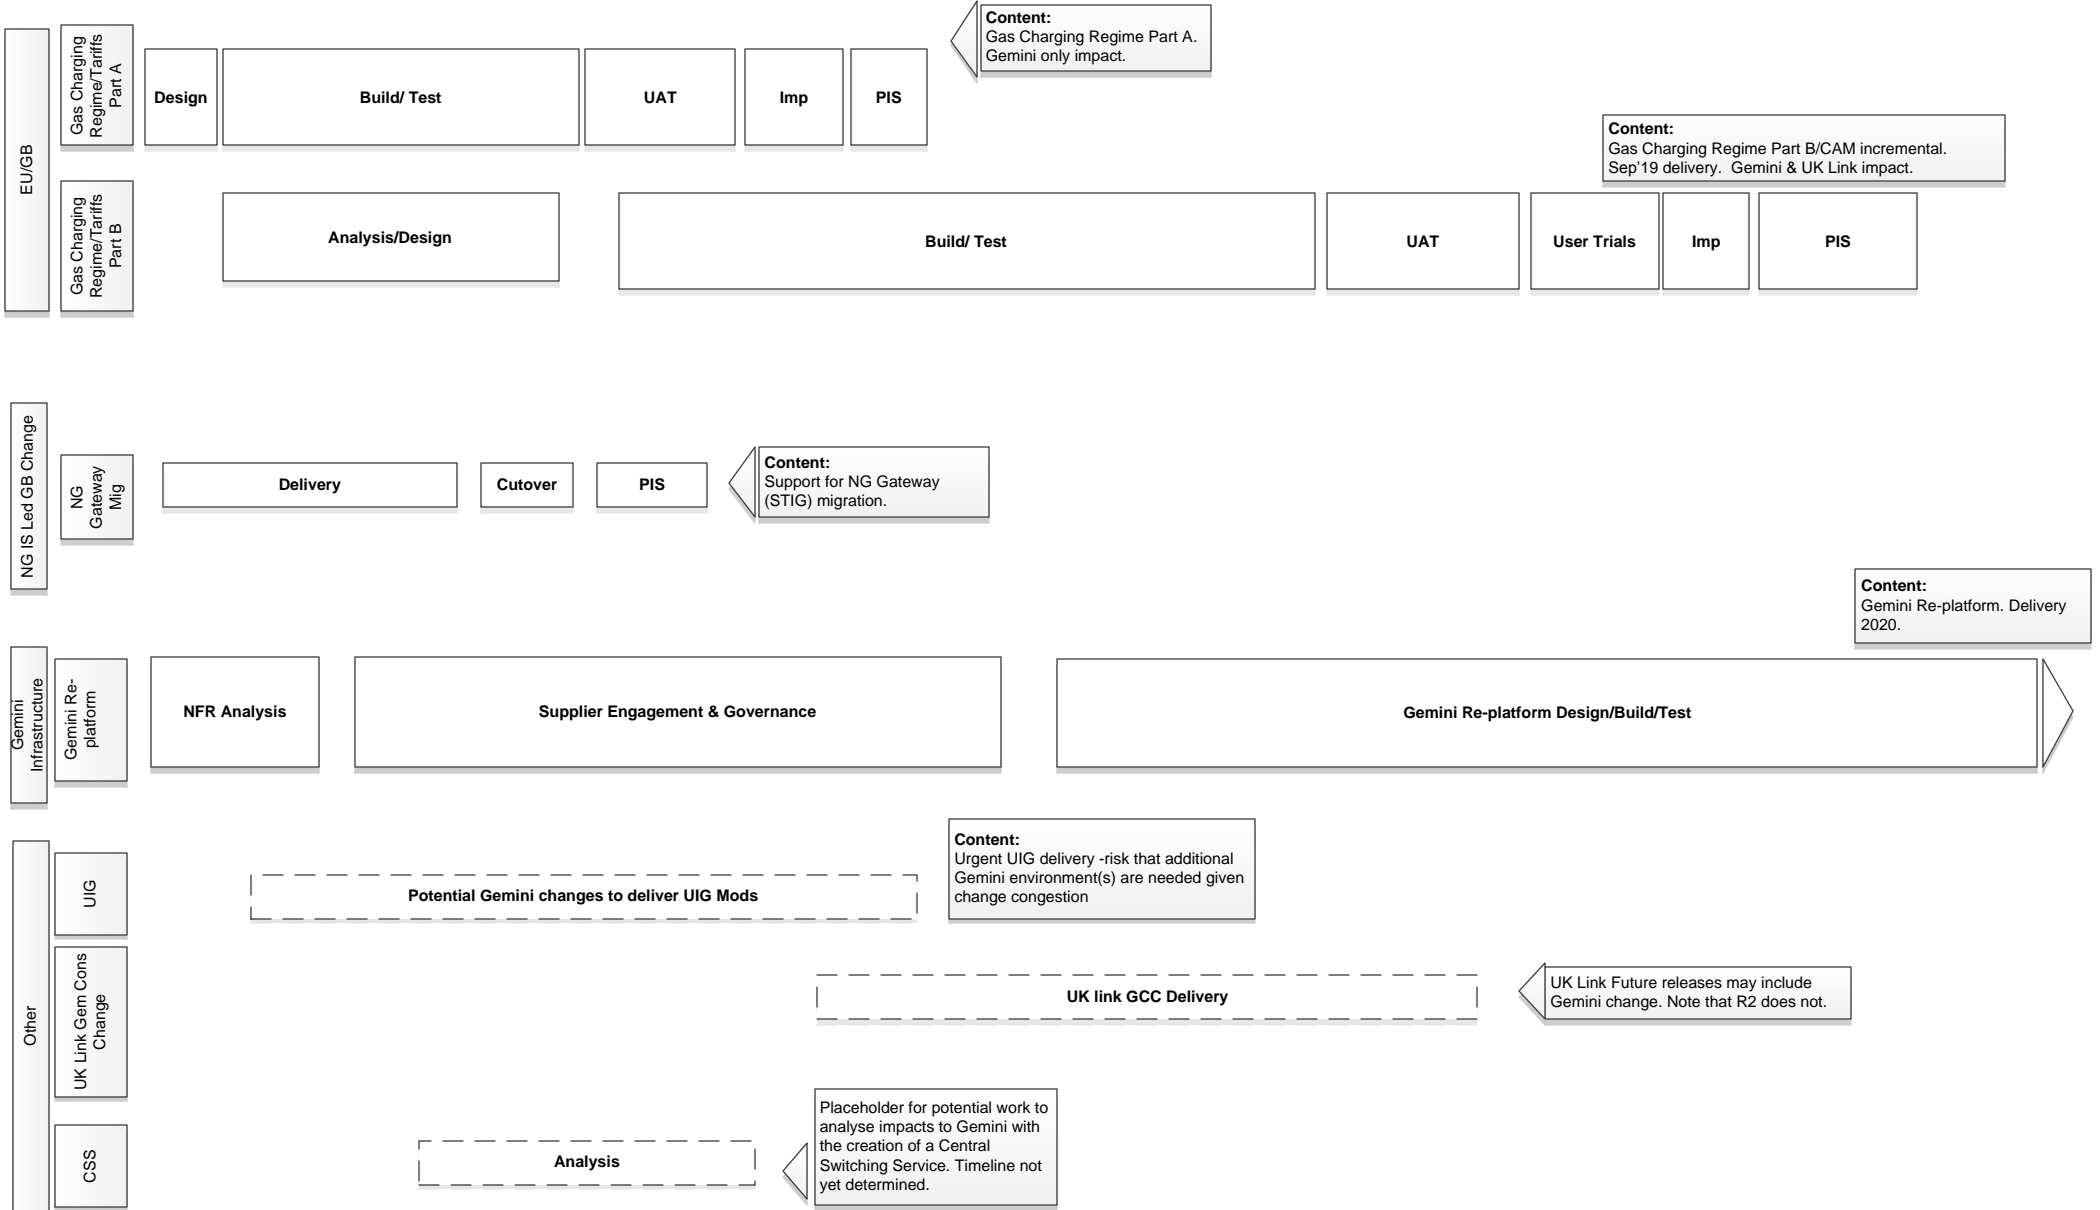 EU/GB
Gas Charging
Regime/Tariffs
Part A
Design
Build/ Test
UAT
Imp
PIS
Content:
Gas Charging Regime Part A.
Gemini only impact.
Gas Charging
Regime/Tariffs
Part B
Analysis/Design
Build/ Test
UAT
User Trials
Imp
PIS
Content:
Gas Charging Regime Part B/CAM incremental.
Sep'19 delivery.  Gemini & UK Link impact.
NG IS Led GB Change
NG
Gateway
Mig
Delivery
Cutover
PIS
Content:
Support for NG Gateway
(STIG) migration.
Gemini
Infrastructure
Gemini Re-
platform
NFR Analysis
Supplier Engagement & Governance
Gemini Re-platform Design/Build/Test
Content:
Gemini Re-platform. Delivery
2020.
Other
UIG
Potential Gemini changes to deliver UIG Mods
Content:
Urgent UIG delivery -risk that additional
Gemini environment(s) are needed given
change congestion
UK Link Gem Cons
Change
UK link GCC Delivery
UK Link Future releases may include
Gemini change. Note that R2 does not.
CSS
Analysis
Placeholder for potential work to
analyse impacts to Gemini with
the creation of a Central
Switching Service. Timeline not
yet determined.